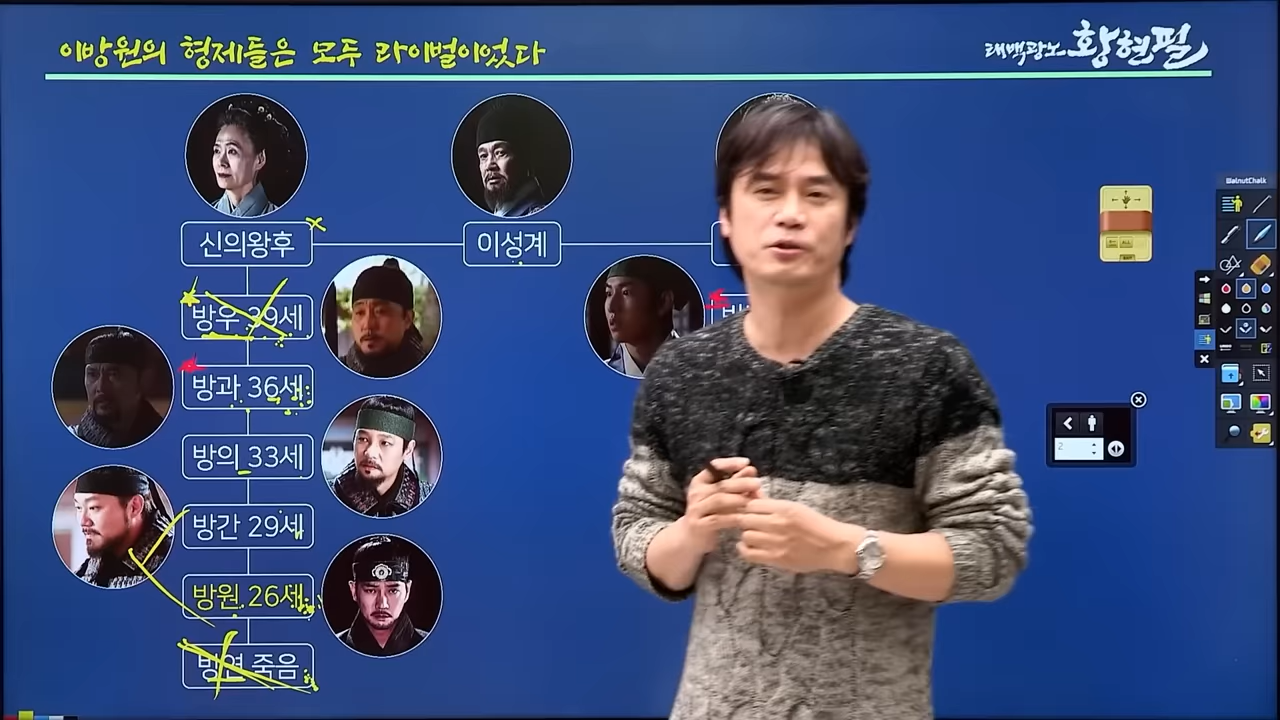 이방원의 형제들은 모두 라이벌이었다
태백광노 황현필
신의왕후
이성계
방우 39세
방과 36세
방의 33세
방간 29세
방원 26세
방연 죽음
WalnutChalk
2